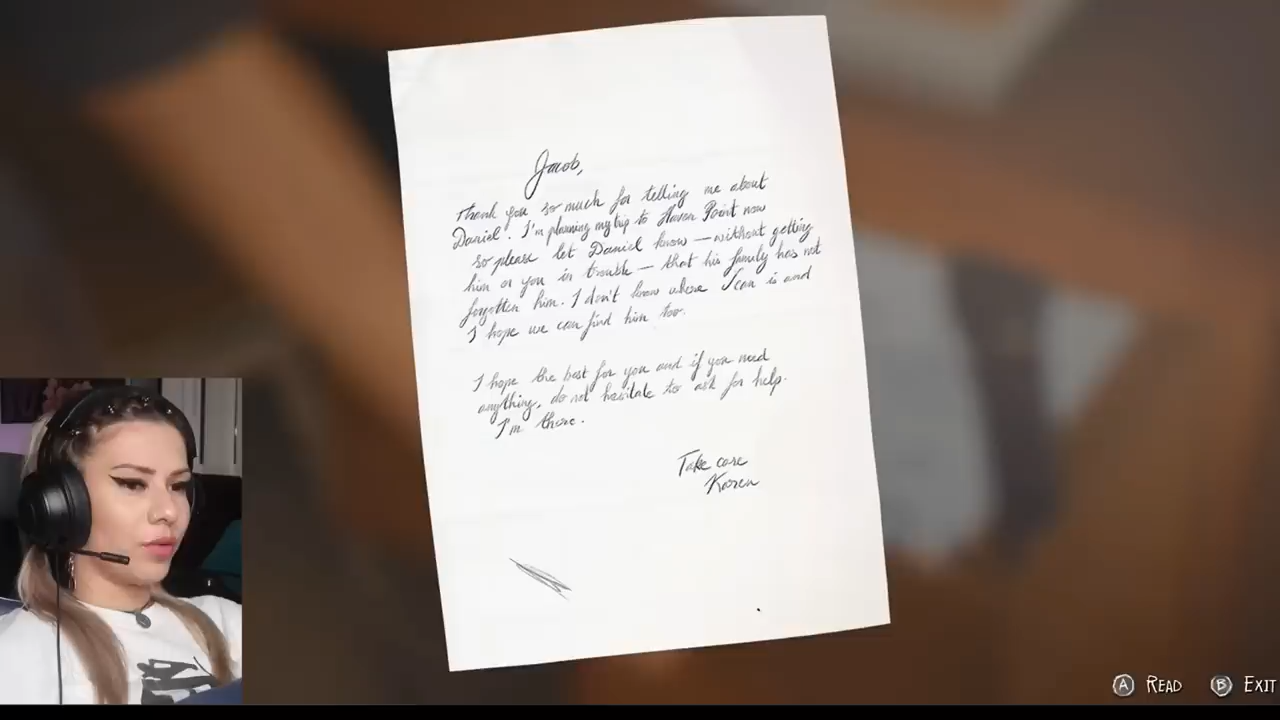 Jacob,
Thank you so much for telling me about
Daniel. I'm planning my trip to Haven Point now
so please let Daniel know — without getting
him or you in trouble — that his family has not
forgotten him. I don't know where Sean is and
I hope we can find him too.
I hope the best for you and if you need
anything, do not hesitate to ask for help.
I'm there.
Take care
Karen
A READ
B EXIT